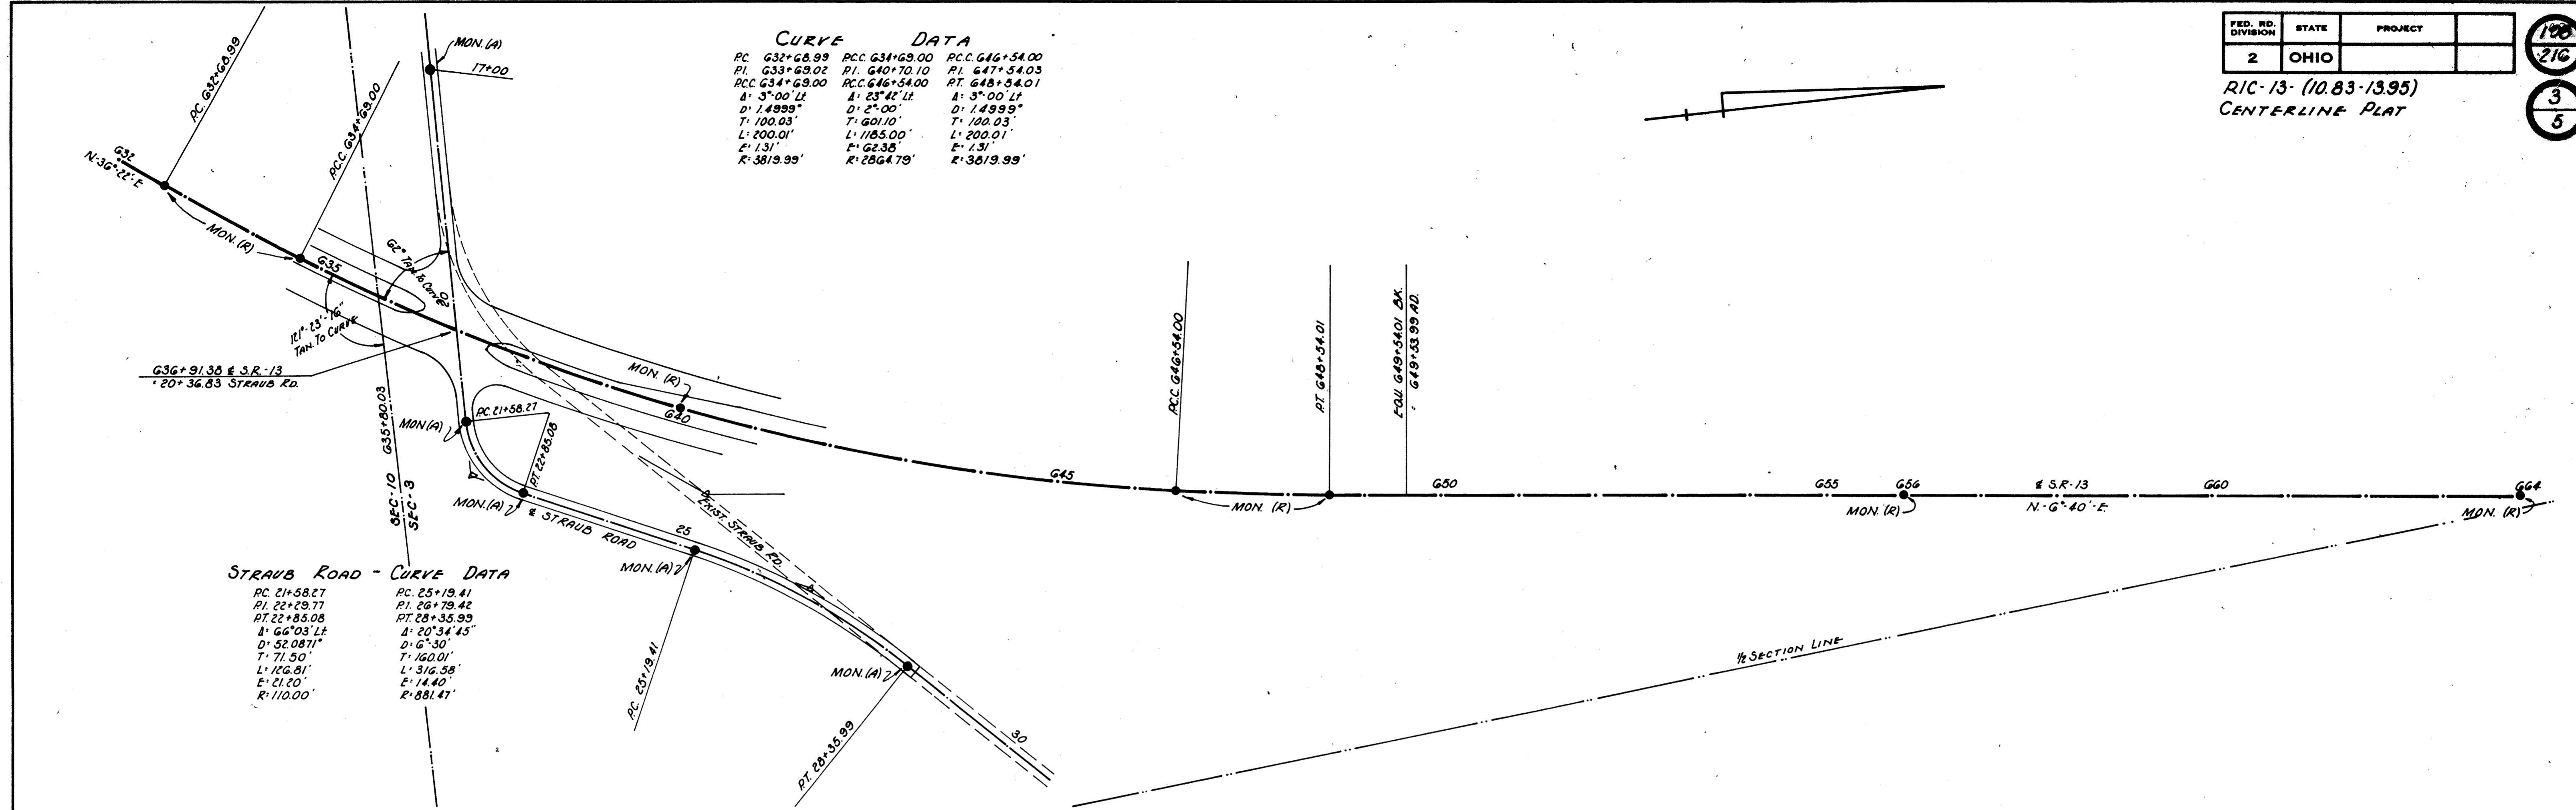 CURVE DATA
P.C. 632+68.99 P.C.C. 634+69.00 P.C.C. 646+54.00
P.I. 633+69.02 P.I. 640+70.10 P.I. 647+54.03
P.C.C. 634+69.00 P.C.C. 646+54.00 P.T. 648+54.01
Δ= 3°-00' Lt. Δ= 23°42' Lt. Δ= 3°-00' Lt.
D= 1.4999° D= 2°-00' D= 1.4999°
T= 100.03' T= 601.10' T= 100.03'
L= 200.01' L= 1185.00' L= 200.01'
E= 1.31' E= 62.38' E= 1.31'
R= 3819.99' R= 2864.79' R= 3819.99'
FED. RD. DIVISION STATE PROJECT
2 OHIO
216
RIC-13-(10.83-13.95)
CENTERLINE PLAT
3
5
P.C. 632+68.99
P.C.C. 634+69.00
632
N.-36°-22'-E
MON. (R)
MON. (A)
17+00
635
62° TAN. TO CURVE
20
121°-23'-16"
TAN. TO CURVE
636+91.38 ℄ S.R.-13
= 20+36.83 STRAUB RD.
635+80.03
SEC-10
SEC-3
MON. (A)
P.C. 21+58.27
P.T. 22+85.08
MON. (A)
℄ STRAUB ROAD
25
MON. (A)
EXIST. STRAUB RD.
MON. (R)
640
645
P.C.C. 646+54.00
P.T. 648+54.01
EQU. 649+54.01 BK.
= 649+53.99 AD.
MON. (R)
650
655
656
MON. (R)
℄ S.R.-13
N.-6°-40'-E.
660
664
MON. (R)
STRAUB ROAD - CURVE DATA
P.C. 21+58.27 P.C. 25+19.41
P.I. 22+29.77 P.I. 26+79.42
P.T. 22+85.08 P.T. 28+35.99
Δ= 66°03' Lt. Δ= 20°34'45"
D= 52.0871° D= 6°-30'
T= 71.50' T= 160.01'
L= 126.81' L= 316.58'
E= 21.20' E= 14.40'
R= 110.00' R= 881.47'
P.C. 25+19.41
MON. (A)
P.T. 28+35.99
30
½ SECTION LINE